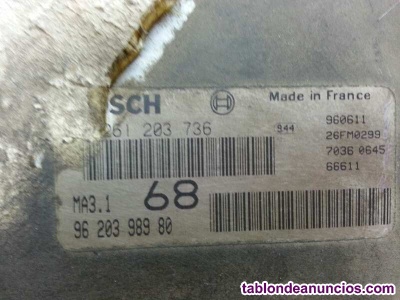 SCH Made in France
261 203 736 944 960611
26FM0299
7036 0645
66611
MA3.1 68
96 203 989 80
tablondeanuncios.com